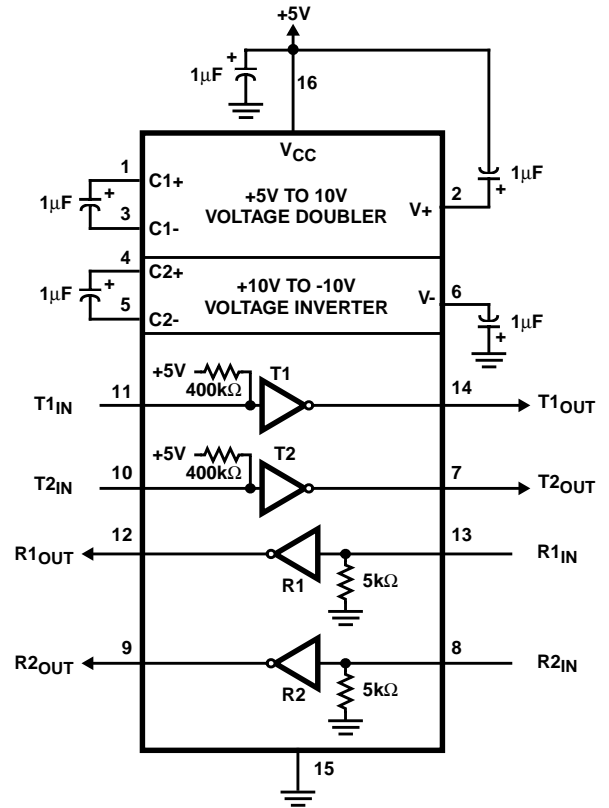 +5V
+
1μF
16
VCC
1
C1+
1μF
+
3
C1-
+5V TO 10V
VOLTAGE DOUBLER
V+
2
1μF
+
4
C2+
1μF
+
5
C2-
+10V TO -10V
VOLTAGE INVERTER
V-
6
1μF
+
T1IN
11
+5V
400kΩ
T1
14
T1OUT
T2IN
10
+5V
400kΩ
T2
7
T2OUT
R1OUT
12
R1
5kΩ
13
R1IN
R2OUT
9
R2
5kΩ
8
R2IN
15